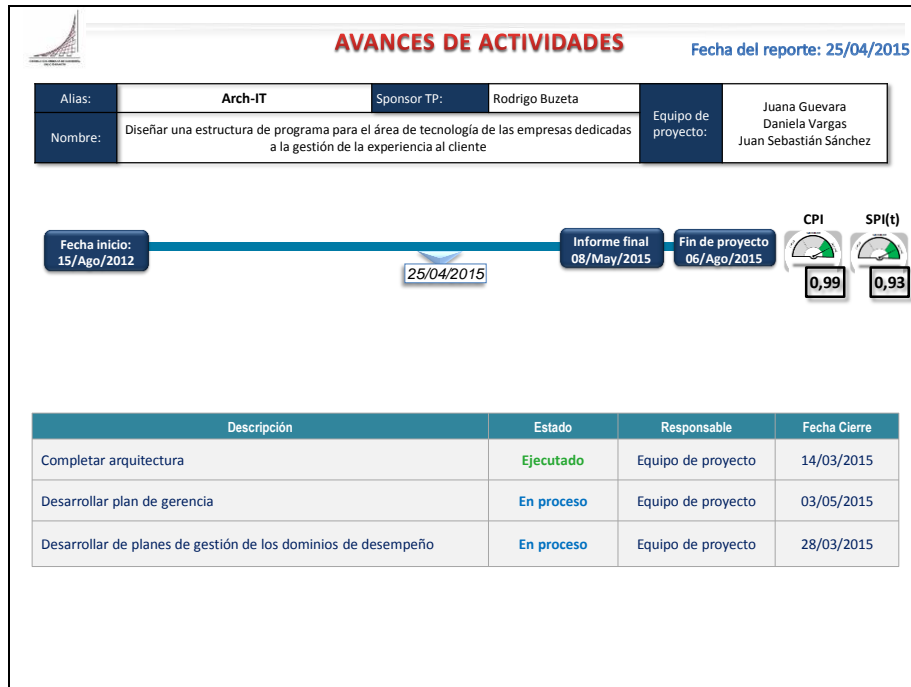 AVANCES DE ACTIVIDADES
Fecha del reporte: 25/04/2015
Alias:
Arch-IT
Sponsor TP:
Rodrigo Buzeta
Equipo de
proyecto:
Juana Guevara
Daniela Vargas
Juan Sebastián Sánchez
Nombre:
Diseñar una estructura de programa para el área de tecnología de las empresas dedicadas
a la gestión de la experiencia al cliente
CPI
SPI(t)
Fecha inicio:
15/Ago/2012
Informe final
08/May/2015
Fin de proyecto
06/Ago/2015
25/04/2015
0,99
0,93
Descripción
Estado
Responsable
Fecha Cierre
Completar arquitectura
Ejecutado
Equipo de proyecto
14/03/2015
Desarrollar plan de gerencia
En proceso
Equipo de proyecto
03/05/2015
Desarrollar de planes de gestión de los dominios de desempeño
En proceso
Equipo de proyecto
28/03/2015